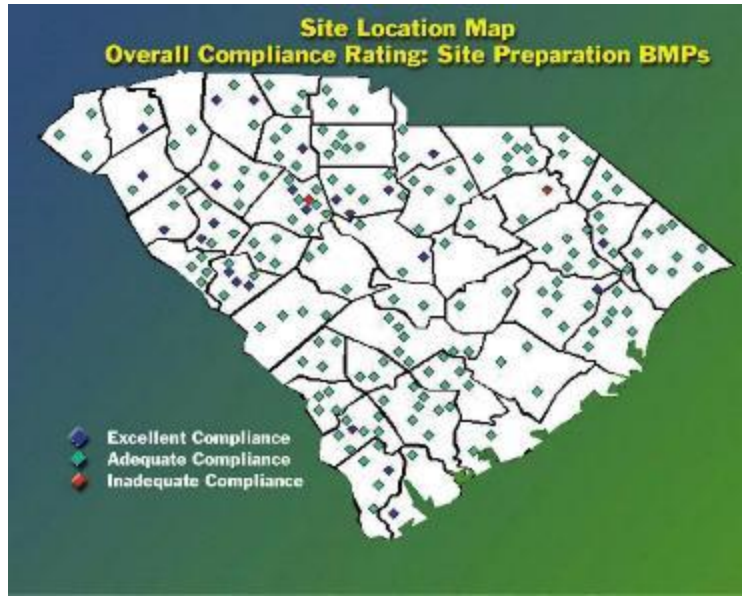 Site Location Map
Overall Compliance Rating: Site Preparation BMPs
Excellent Compliance
Adequate Compliance
Inadequate Compliance